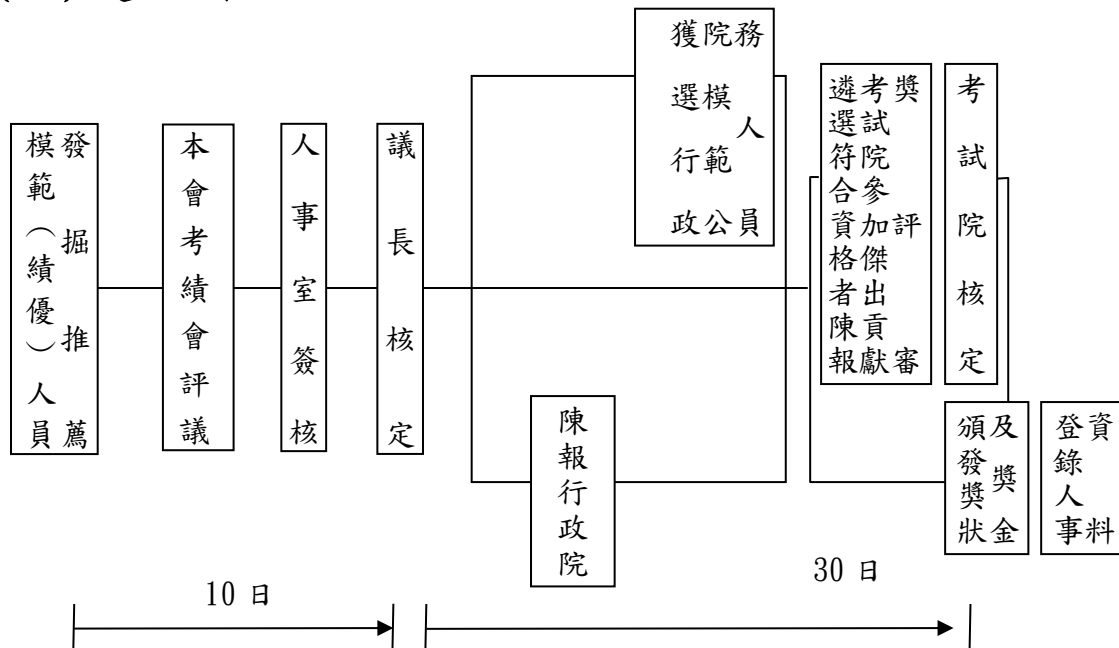 模範（績優）人員
發掘推薦
本會考績會評議
人事室簽核
議長核定
獲選行政
院模範公
務人員
陳報行政院
遴選符合資格者陳報
考試院參加傑出貢獻
獎評審
考試院核定
頒發獎狀
及獎金
登錄人事
資料
10 日
30 日